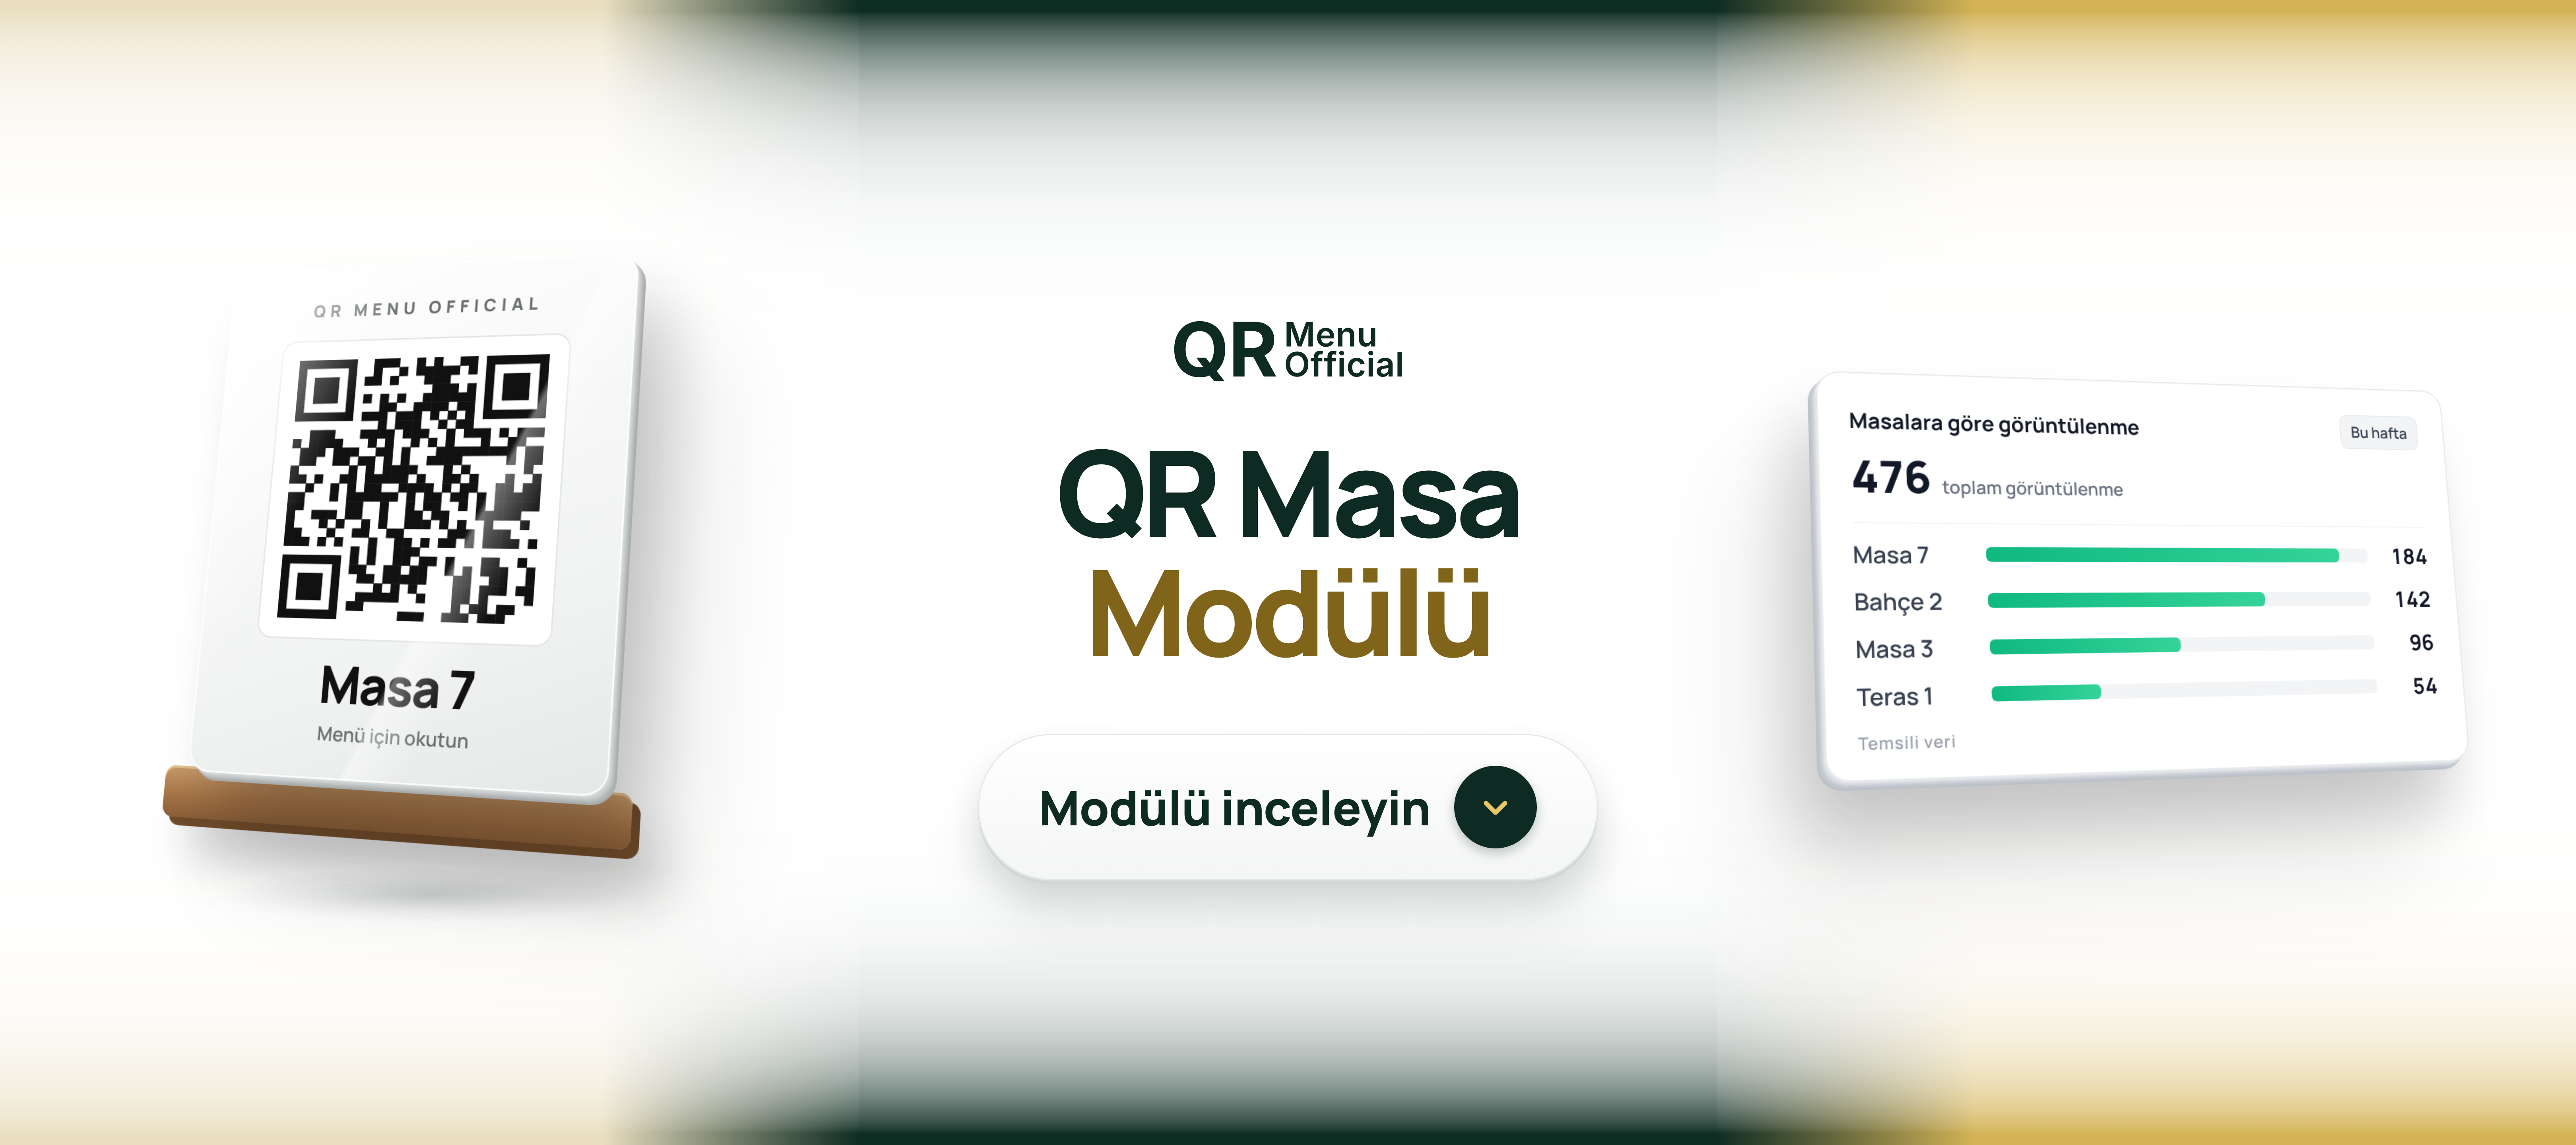 QR MENU OFFICIAL
Masa 7
Menü için okutun
QR Menu
Official
QR Masa
Modülü
Modülü inceleyin
Masalara göre görüntülenme
Bu hafta
476 toplam görüntülenme
Masa 7 184
Bahçe 2 142
Masa 3 96
Teras 1 54
Temsili veri